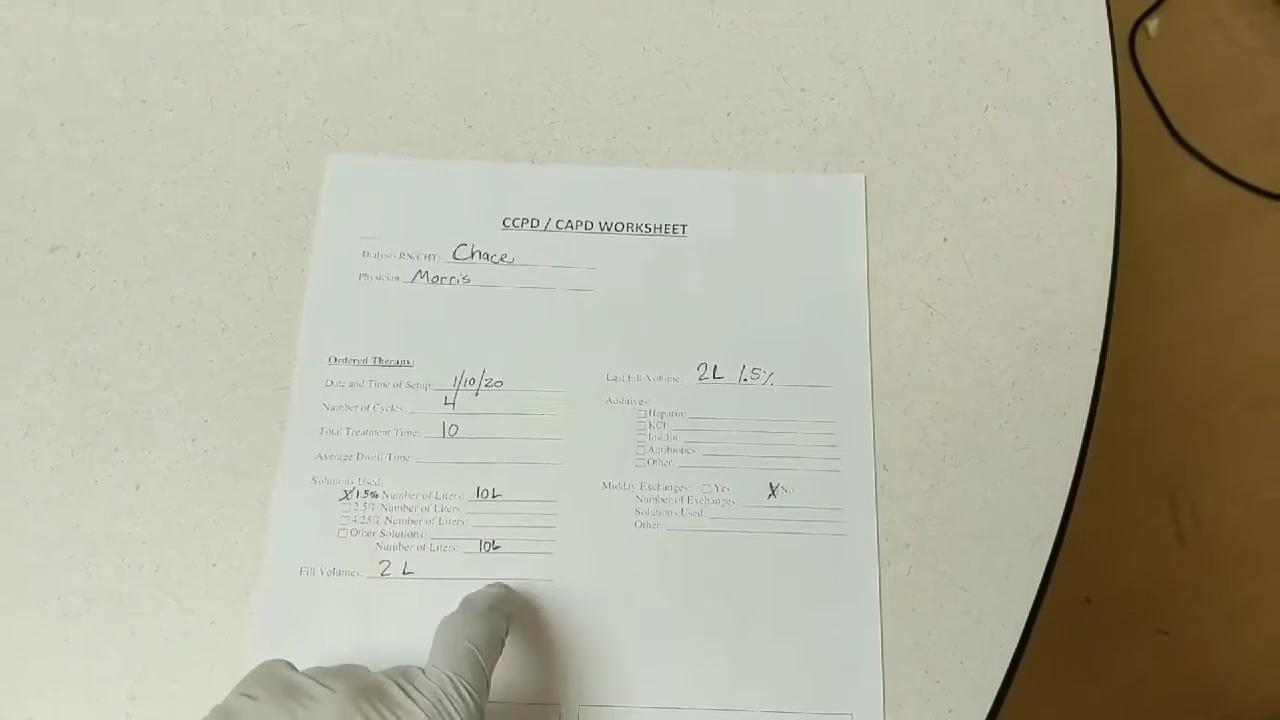 CCPD / CAPD WORKSHEET
Dialysis RN/CHT: Chace
Physician Morris
Ordered Therapy:
Date and Time of Setup: 1/10/20
Number of Cycles: 4
Total Treatment Time: 10
Average Dwell Time:
Solutions Used:
X 1.5% Number of Liters: 10L
2.5% Number of Liters
4.25% Number of Liters:
Other Solutions:
Number of Liters: 10L
Fill Volumes: 2 L
Last Fill Volume: 2L 1.5%
Additives:
Heparin:
KCl:
Insulin
Antibiotics:
Other:
Midday Exchanges: Yes X No
Number of Exchanges:
Solutions Used:
Other: